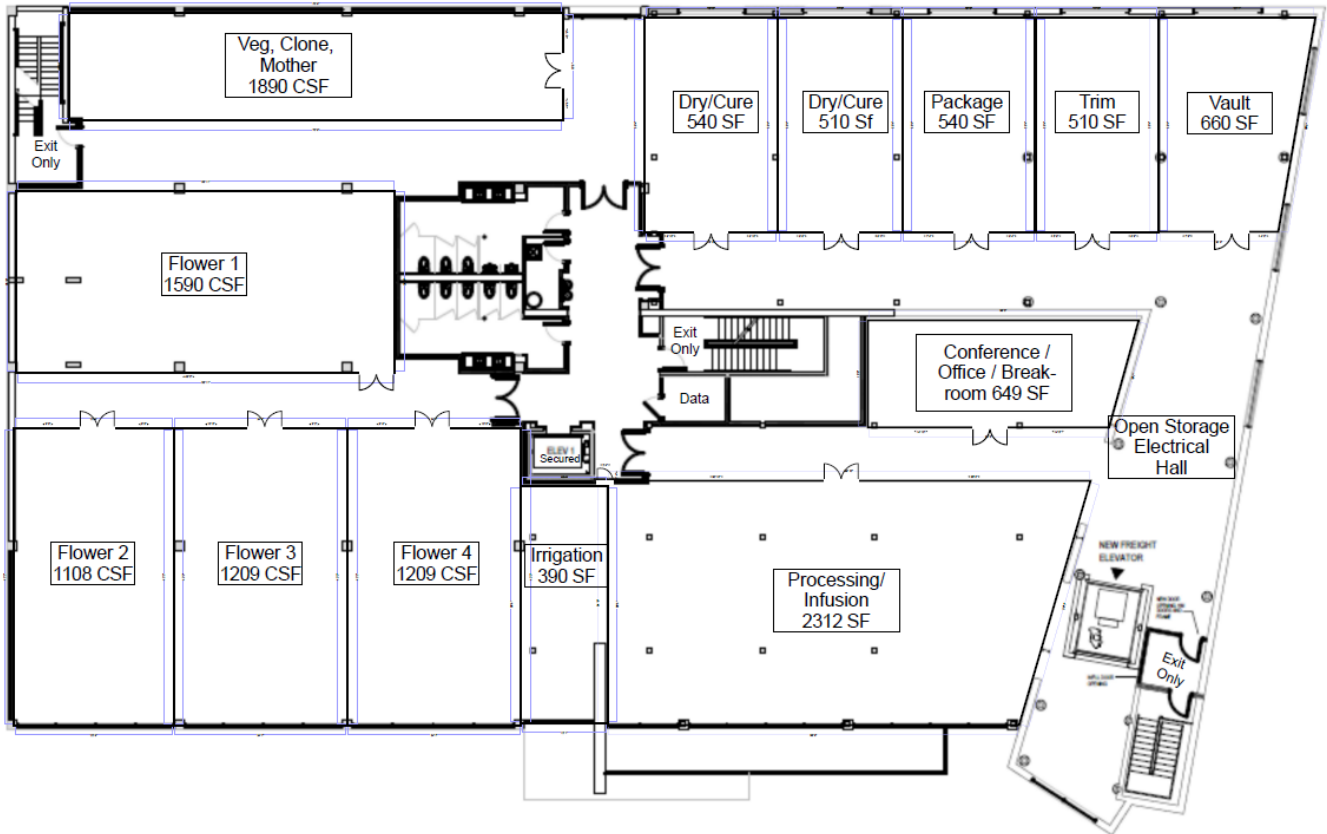 Veg, Clone,
Mother
1890 CSF
Dry/Cure
540 SF
Dry/Cure
510 Sf
Package
540 SF
Trim
510 SF
Vault
660 SF
Exit
Only
Flower 1
1590 CSF
Exit
Only
Data
Conference /
Office / Break-
room 649 SF
Open Storage
Electrical
Hall
ELEV 1
Secured
Flower 2
1108 CSF
Flower 3
1209 CSF
Flower 4
1209 CSF
Irrigation
390 SF
Processing/
Infusion
2312 SF
NEW FREIGHT
ELEVATOR
Exit
Only